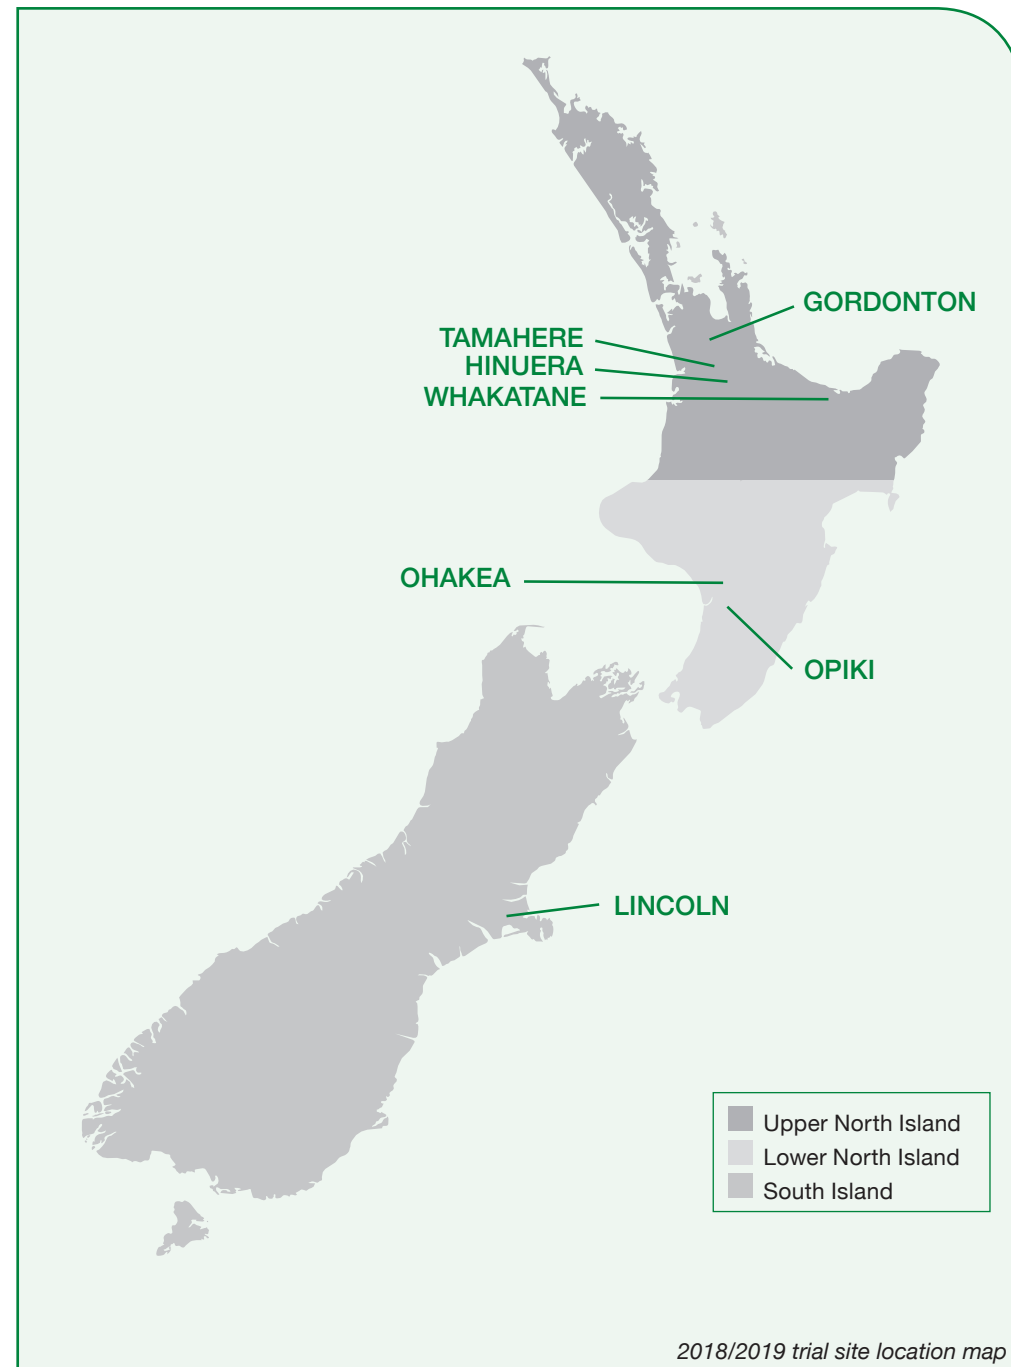 GORDONTON
TAMAHERE
HINUERA
WHAKATANE
OHAKEA
OPIKI
LINCOLN
Upper North Island
Lower North Island
South Island
2018/2019 trial site location map